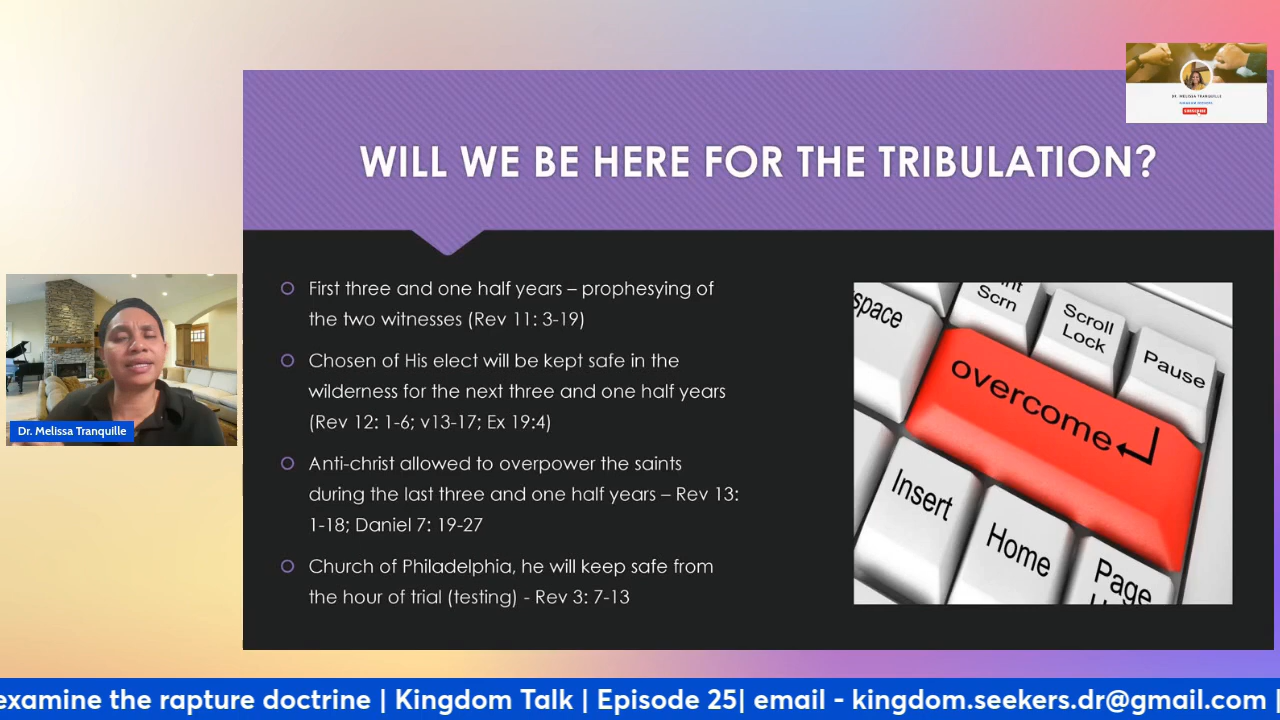 DR. MELISSA TRANQUILLE
WILL WE BE HERE FOR THE TRIBULATION?
First three and one half years – prophesying of
the two witnesses (Rev 11: 3-19)
Chosen of His elect will be kept safe in the
wilderness for the next three and one half years
(Rev 12: 1-6; v13-17; Ex 19:4)
Anti-christ allowed to overpower the saints
during the last three and one half years – Rev 13:
1-18; Daniel 7: 19-27
Church of Philadelphia, he will keep safe from
the hour of trial (testing) - Rev 3: 7-13
space
Scrn
Scroll
Lock
Pause
overcome
Insert
Home
Page
Dr. Melissa Tranquille
examine the rapture doctrine | Kingdom Talk | Episode 25| email - kingdom.seekers.dr@gmail.com |